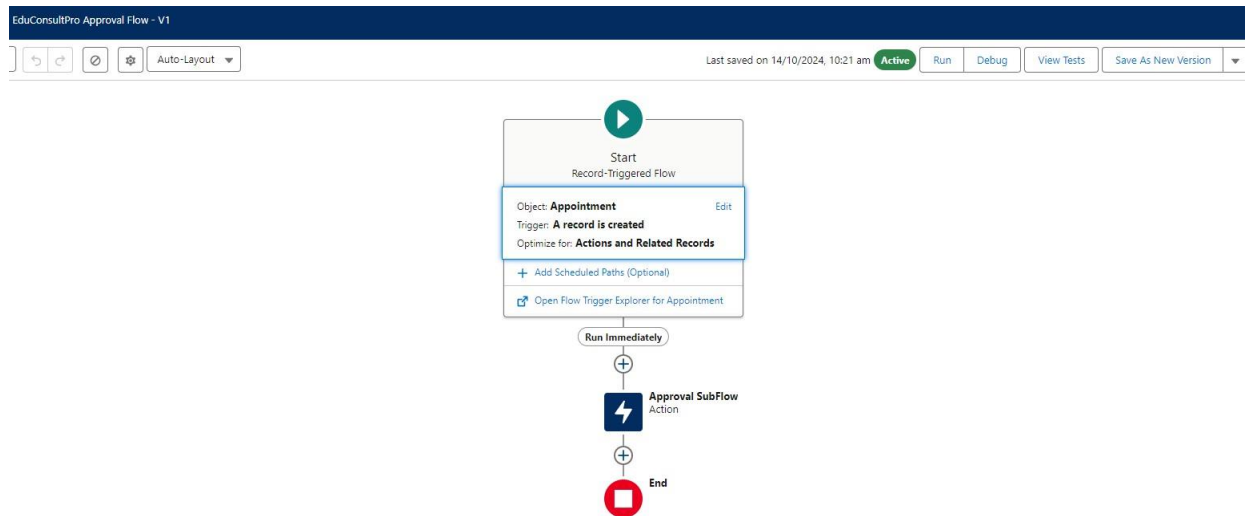 EduConsultPro Approval Flow - V1
Auto-Layout
Last saved on 14/10/2024, 10:21 am Active Run Debug View Tests Save As New Version
Start
Record-Triggered Flow
Object: Appointment Edit
Trigger: A record is created
Optimize for: Actions and Related Records
Add Scheduled Paths (Optional)
Open Flow Trigger Explorer for Appointment
Run Immediately
Approval SubFlow
Action
End